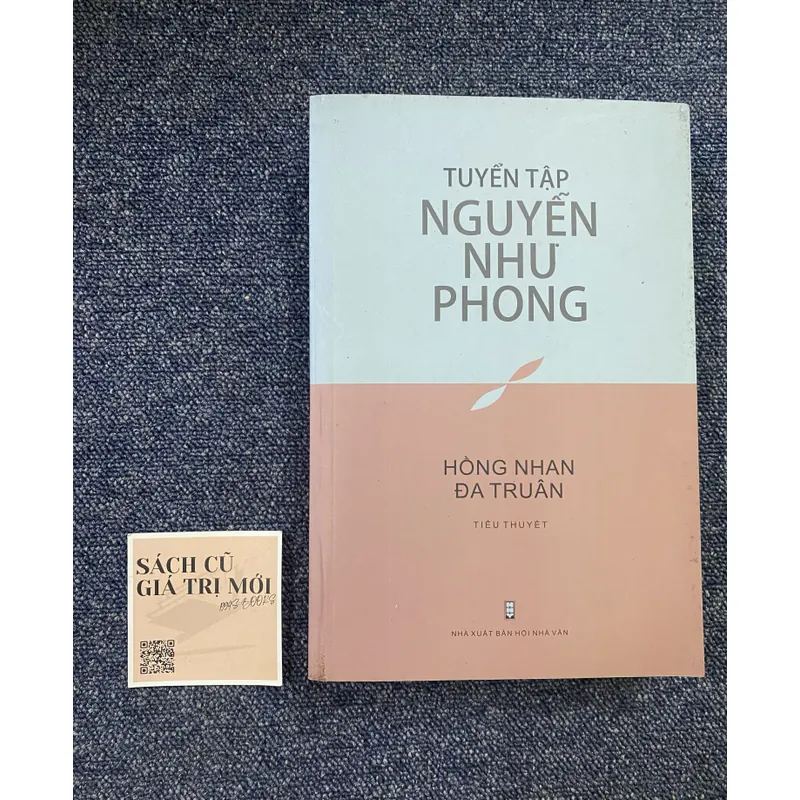 TUYỂN TẬP
NGUYỄN
NHƯ
PHONG
HỒNG NHAN
ĐA TRUÂN
TIỂU THUYẾT
NHÀ XUẤT BẢN HỘI NHÀ VĂN
SÁCH CŨ
GIÁ TRỊ MỚI